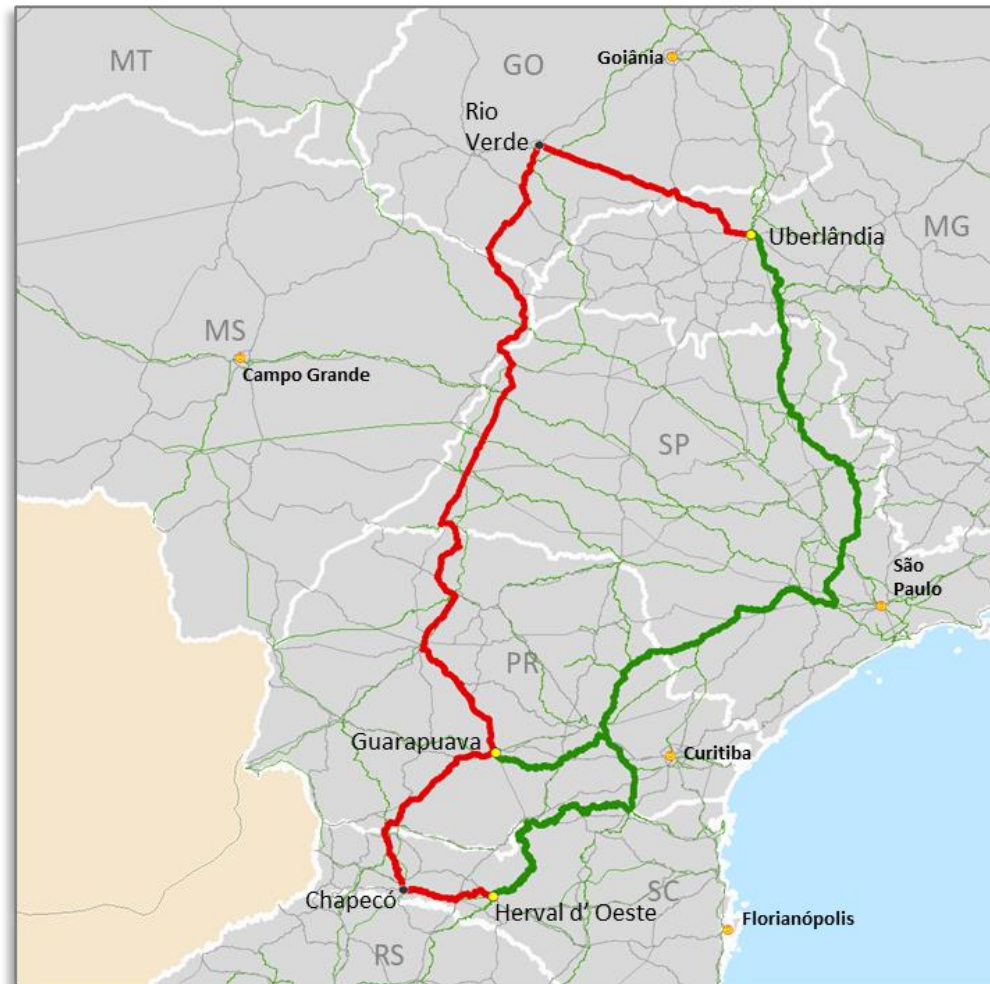 MT
GO
Goiânia
Rio
Verde
Uberlândia
MG
MS
Campo Grande
SP
São
Paulo
PR
Guarapuava
Curitiba
Chapecó
Herval d' Oeste
SC
Florianópolis
RS